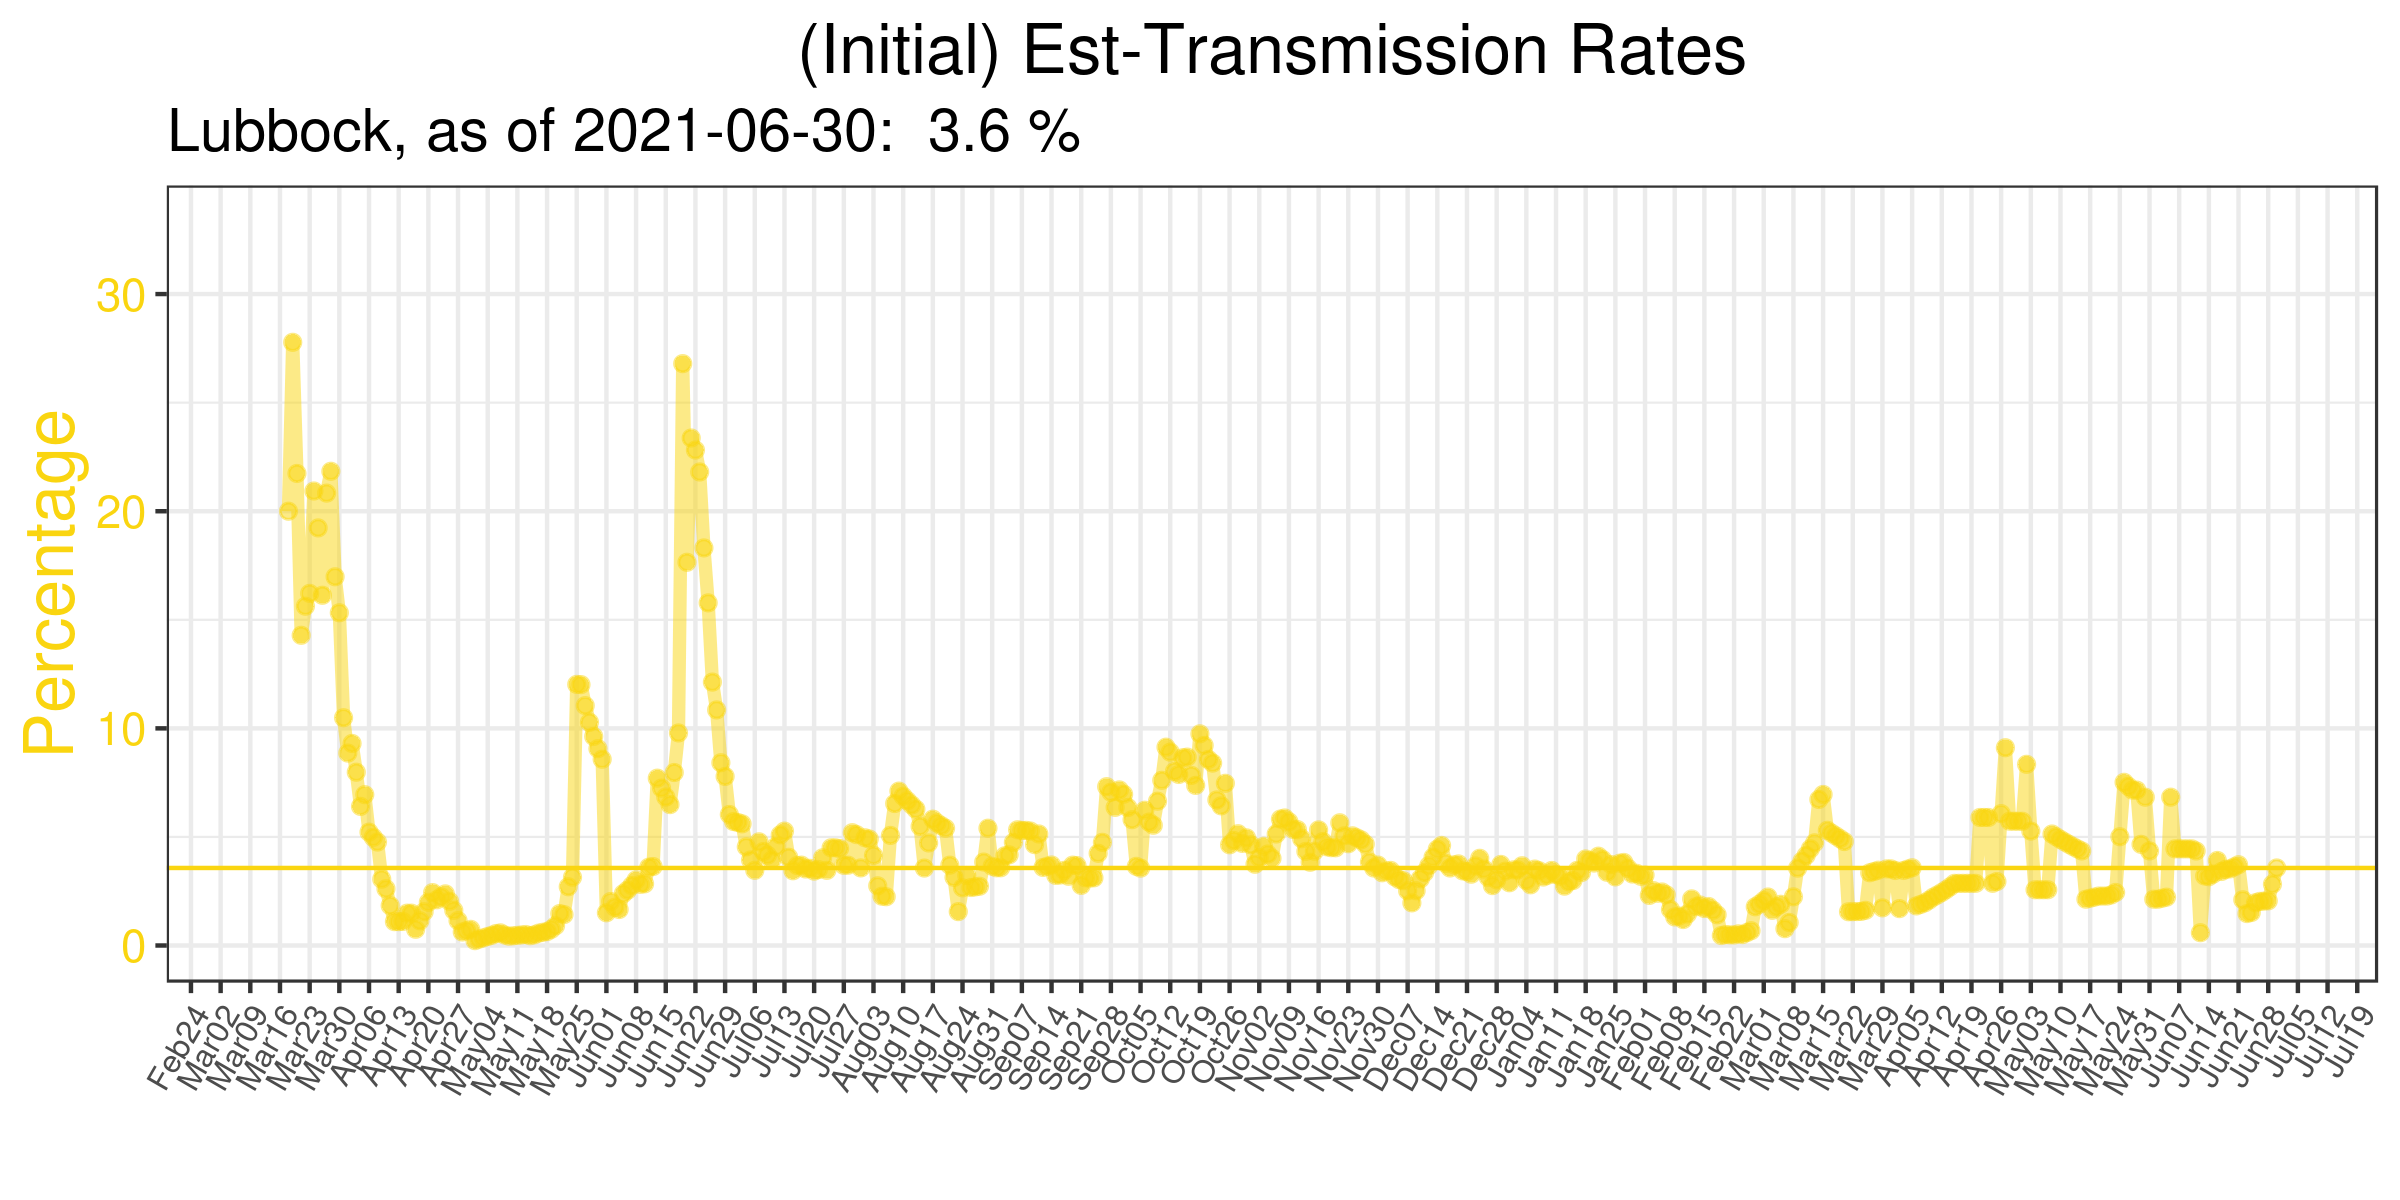 (Initial) Est-Transmission Rates
Lubbock, as of 2021-06-30:  3.6 %
Percentage
30
20
10
0
Feb24 Mar02 Mar09 Mar16 Mar23 Mar30 Apr06 Apr13 Apr20 Apr27 May04 May11 May18 May25 Jun01 Jun08 Jun15 Jun22 Jun29 Jul06 Jul13 Jul20 Jul27 Aug03 Aug10 Aug17 Aug24 Aug31 Sep07 Sep14 Sep21 Sep28 Oct05 Oct12 Oct19 Oct26 Nov02 Nov09 Nov16 Nov23 Nov30 Dec07 Dec14 Dec21 Dec28 Jan04 Jan11 Jan18 Jan25 Feb01 Feb08 Feb15 Feb22 Mar01 Mar08 Mar15 Mar22 Mar29 Apr05 Apr12 Apr19 Apr26 May03 May10 May17 May24 May31 Jun07 Jun14 Jun21 Jun28 Jul05 Jul12 Jul19